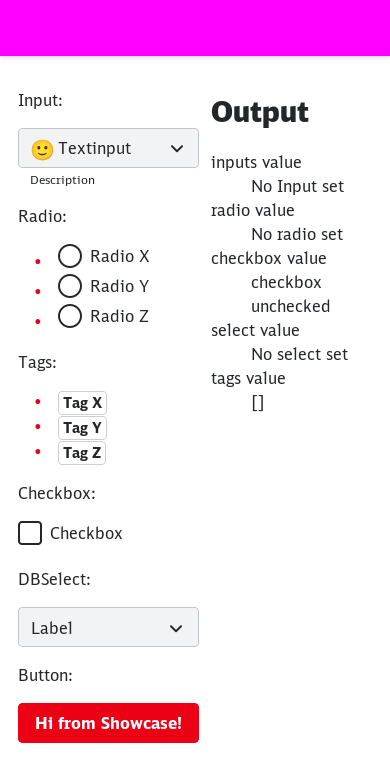 Input:
🙂 Textinput
Description
Radio:
Radio X
Radio Y
Radio Z
Tags:
Tag X
Tag Y
Tag Z
Checkbox:
Checkbox
DBSelect:
Label
Button:
Hi from Showcase!
Output
inputs value
No Input set
radio value
No radio set
checkbox value
checkbox
unchecked
select value
No select set
tags value
[]